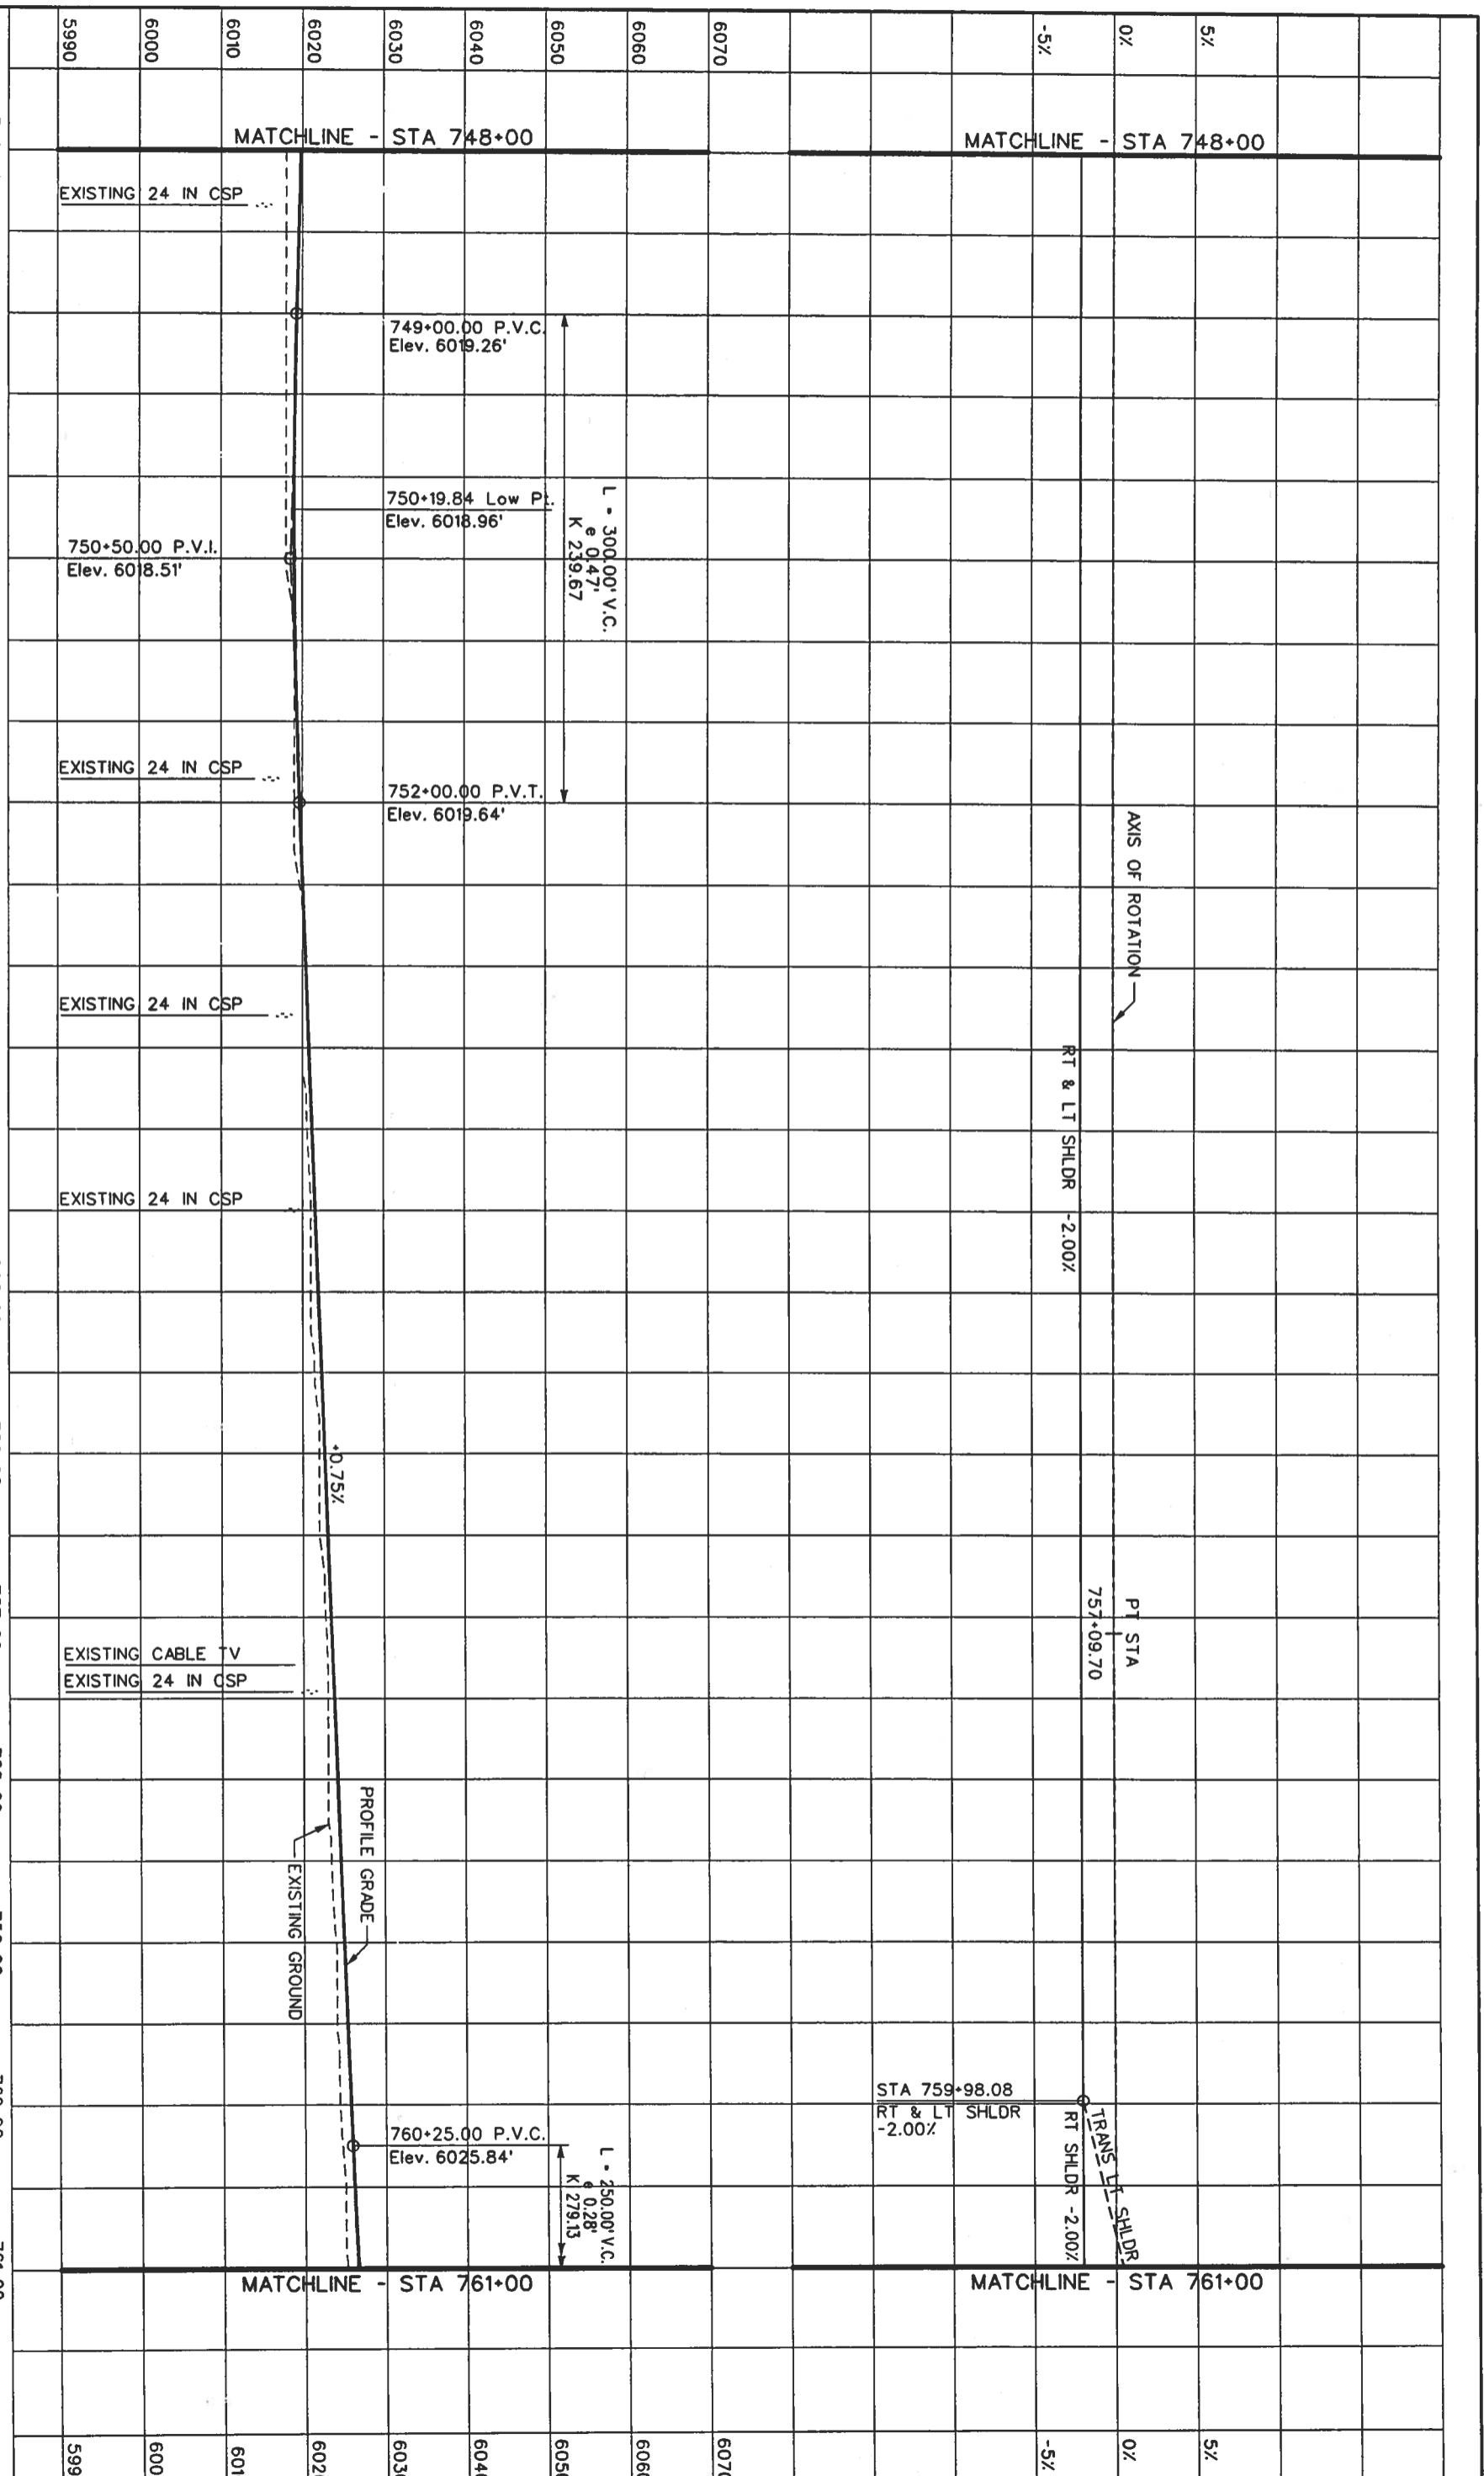 5990
6000
6010
6020
6030
6040
6050
6060
6070
-5%
0%
5%
MATCHLINE - STA 748+00
MATCHLINE - STA 748+00
EXISTING 24 IN CSP
749+00.00 P.V.C.
Elev. 6019.26'
750+19.84 Low Pt.
Elev. 6018.96'
L = 300.00' V.C.
e 0.47'
K 239.67
750+50.00 P.V.I.
Elev. 6018.51'
EXISTING 24 IN CSP
752+00.00 P.V.T.
Elev. 6019.64'
AXIS OF ROTATION
EXISTING 24 IN CSP
RT & LT SHLDR -2.00%
EXISTING 24 IN CSP
+0.75%
PT STA
757+09.70
EXISTING CABLE TV
EXISTING 24 IN CSP
PROFILE GRADE
EXISTING GROUND
STA 759+98.08
RT & LT SHLDR
-2.00%
TRANS LT SHLDR
RT SHLDR -2.00%
760+25.00 P.V.C.
Elev. 6025.84'
L = 250.00' V.C.
e 0.28'
K 279.13
MATCHLINE - STA 761+00
MATCHLINE - STA 761+00
6070
-5%
0%
5%